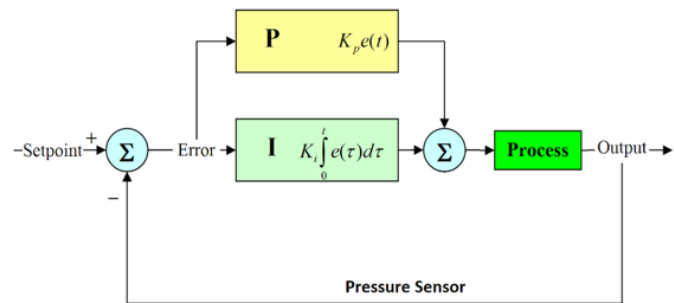 P K_p e(t)
+
–Setpoint Σ Error I K_i ∫_0^t e(τ)dτ Σ Process Output
–
Pressure Sensor